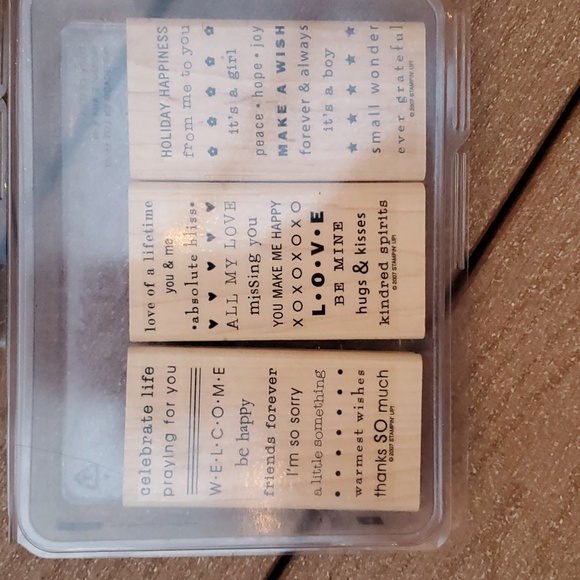 HOLIDAY HAPPINESS
from me to you
it's a girl
peace • hope • joy
MAKE A WISH
forever & always
it's a boy
small wonder
ever grateful
© 2007 STAMPIN' UP!
love of a lifetime
you & me
•absolute bliss•
ALL MY LOVE
missing you
YOU MAKE ME HAPPY
XOXOXOXO
L•O•V•E
BE MINE
hugs & kisses
kindred spirits
© 2007 STAMPIN' UP!
celebrate life
praying for you
W•E•L•C•O•M•E
be happy
friends forever
I'm so sorry
a little something
warmest wishes
thanks SO much
© 2007 STAMPIN' UP!